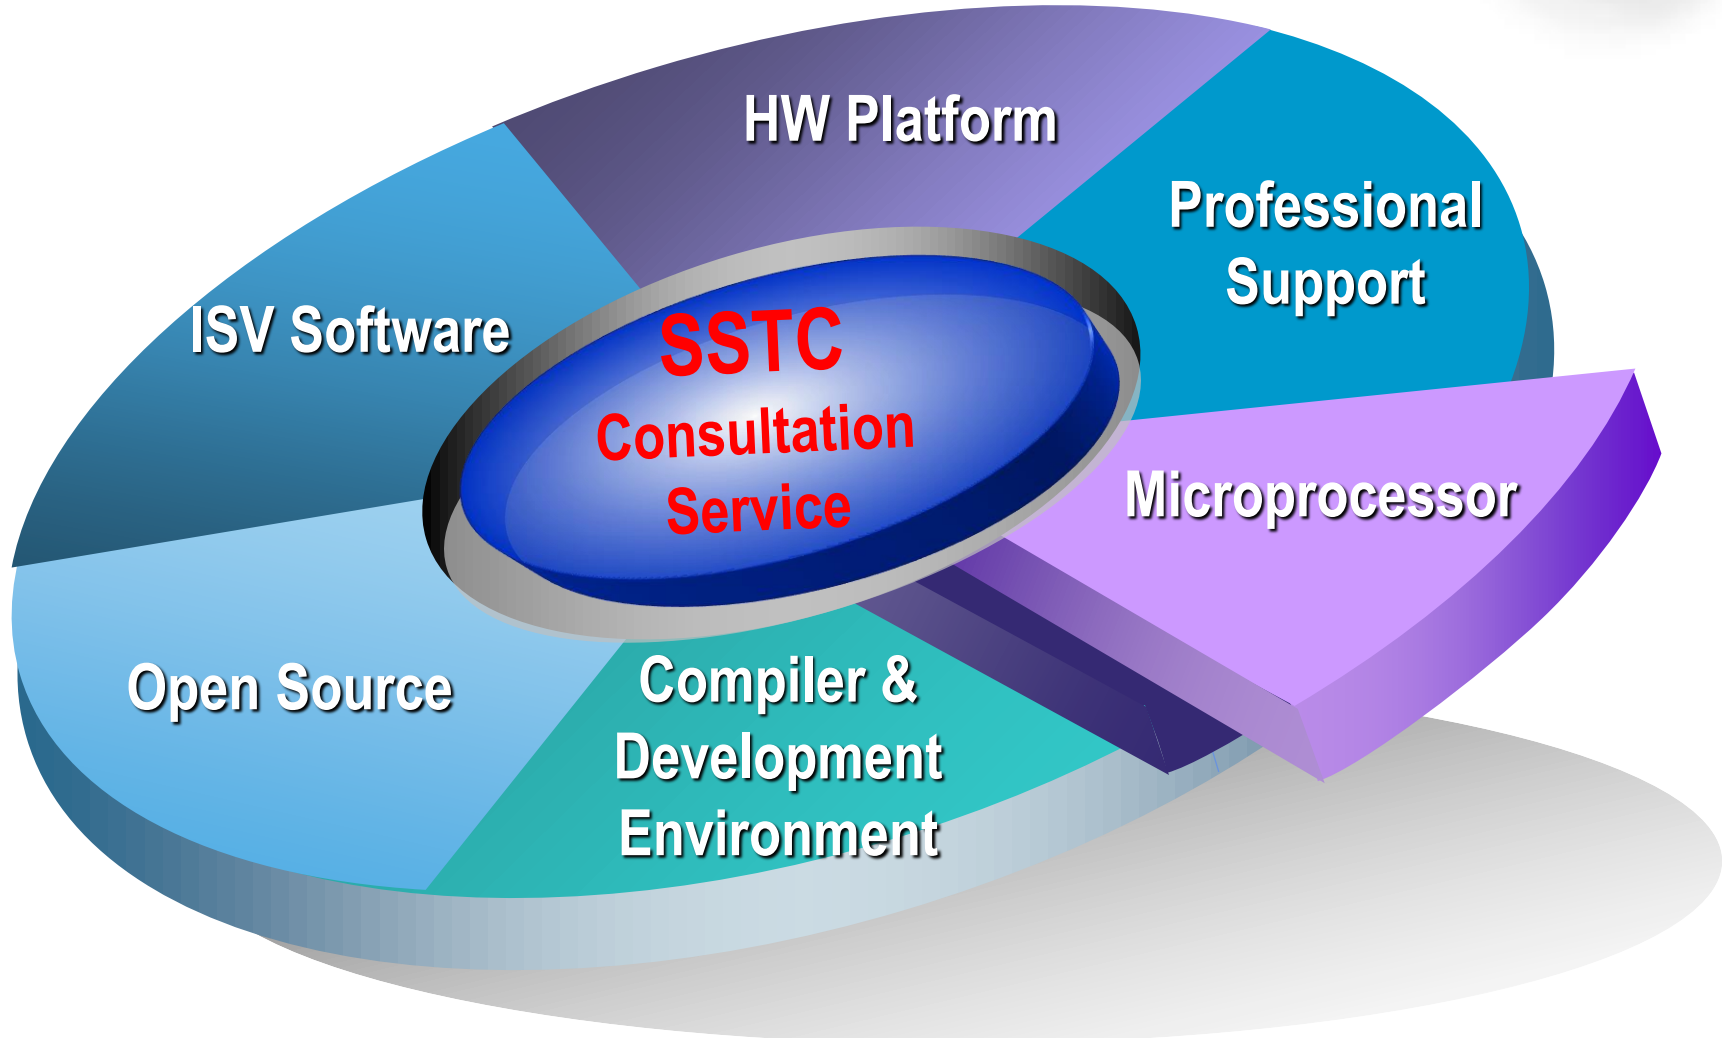 HW Platform
Professional
Support
ISV Software
SSTC
Consultation
Service
Microprocessor
Open Source
Compiler &
Development
Environment